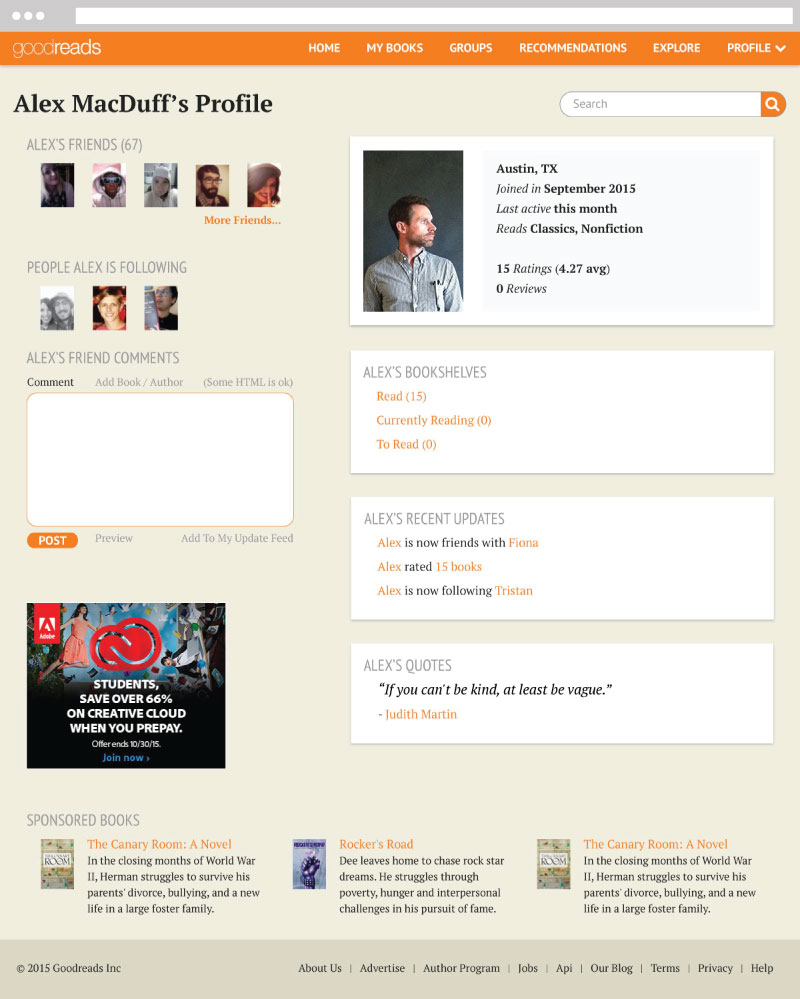 goodreads
HOME MY BOOKS GROUPS RECOMMENDATIONS EXPLORE PROFILE
Alex MacDuff's Profile
Search
ALEX'S FRIENDS (67)
More Friends...
PEOPLE ALEX IS FOLLOWING
ALEX'S FRIEND COMMENTS
Comment Add Book / Author (Some HTML is ok)
POST Preview Add To My Update Feed
Adobe
STUDENTS,
SAVE OVER 66%
ON CREATIVE CLOUD
WHEN YOU PREPAY.
Offer ends 10/30/15.
Join now ›
Austin, TX
Joined in September 2015
Last active this month
Reads Classics, Nonfiction
15 Ratings (4.27 avg)
0 Reviews
ALEX'S BOOKSHELVES
Read (15)
Currently Reading (0)
To Read (0)
ALEX'S RECENT UPDATES
Alex is now friends with Fiona
Alex rated 15 books
Alex is now following Tristan
ALEX'S QUOTES
“If you can't be kind, at least be vague.”
- Judith Martin
SPONSORED BOOKS
ROOM
The Canary Room: A Novel
In the closing months of World War
II, Herman struggles to survive his
parents' divorce, bullying, and a new
life in a large foster family.
ROCKER'S ROAD
Rocker's Road
Dee leaves home to chase rock star
dreams. He struggles through
poverty, hunger and interpersonal
challenges in his pursuit of fame.
ROOM
The Canary Room: A Novel
In the closing months of World War
II, Herman struggles to survive his
parents' divorce, bullying, and a new
life in a large foster family.
© 2015 Goodreads Inc
About Us | Advertise | Author Program | Jobs | Api | Our Blog | Terms | Privacy | Help